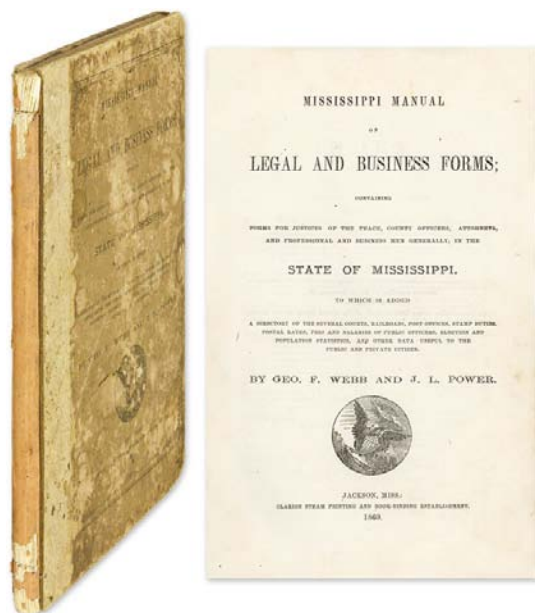 MISSISSIPPI MANUAL
OF
LEGAL AND BUSINESS FORMS;
CONTAINING
FORMS FOR JUSTICES OF THE PEACE, COUNTY OFFICERS, ATTORNEYS,
AND PROFESSIONAL AND BUSINESS MEN GENERALLY; IN THE
STATE OF MISSISSIPPI.
TO WHICH IS ADDED
A DIRECTORY OF THE SEVERAL COURTS, RAILROADS, POST-OFFICES, STAMP DUTIES,
POSTAL RATES, FEES AND SALARIES OF PUBLIC OFFICERS, ELECTION AND
POPULATION STATISTICS, AND OTHER DATA USEFUL TO THE
PUBLIC AND PRIVATE CITIZEN.
BY GEO. F. WEBB AND J. L. POWER.
JACKSON, MISS.:
CLARION STEAM PRINTING AND BOOK-BINDING ESTABLISHMENT.
1869.
LEGAL AND BUSINESS FORMS
STATE OF MISSISSIPPI